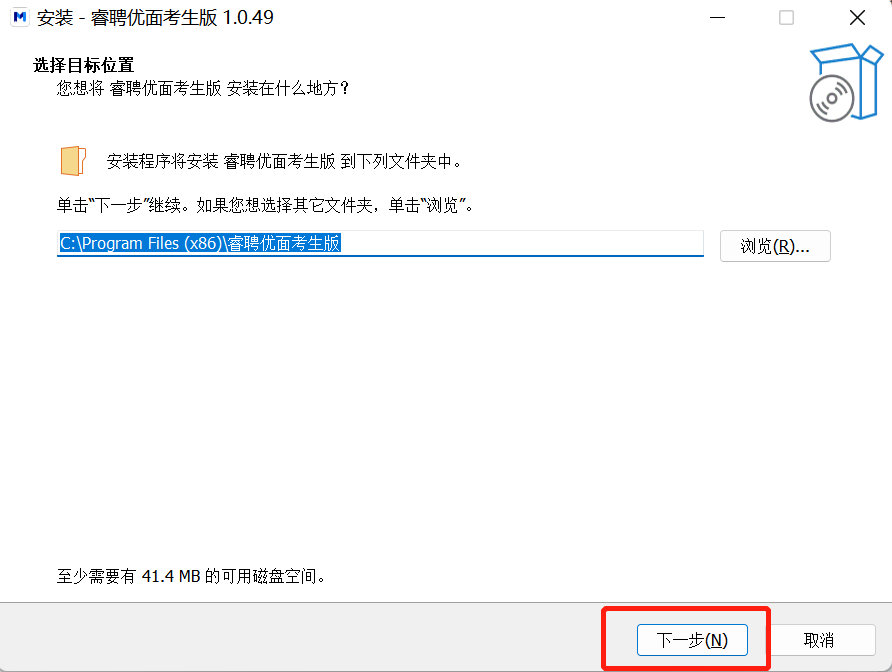 安装 - 睿聘优面考生版 1.0.49
选择目标位置
您想将 睿聘优面考生版 安装在什么地方?
安装程序将安装 睿聘优面考生版 到下列文件夹中。
单击“下一步”继续。如果您想选择其它文件夹，单击“浏览”。
C:\Program Files (x86)\睿聘优面考生版
浏览(R)...
至少需要有 41.4 MB 的可用磁盘空间。
下一步(N)
取消